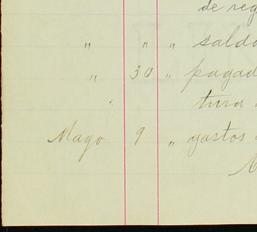 de reg
" " " saldo
" 30 " pagad
tura
Mayo 9 " gastos